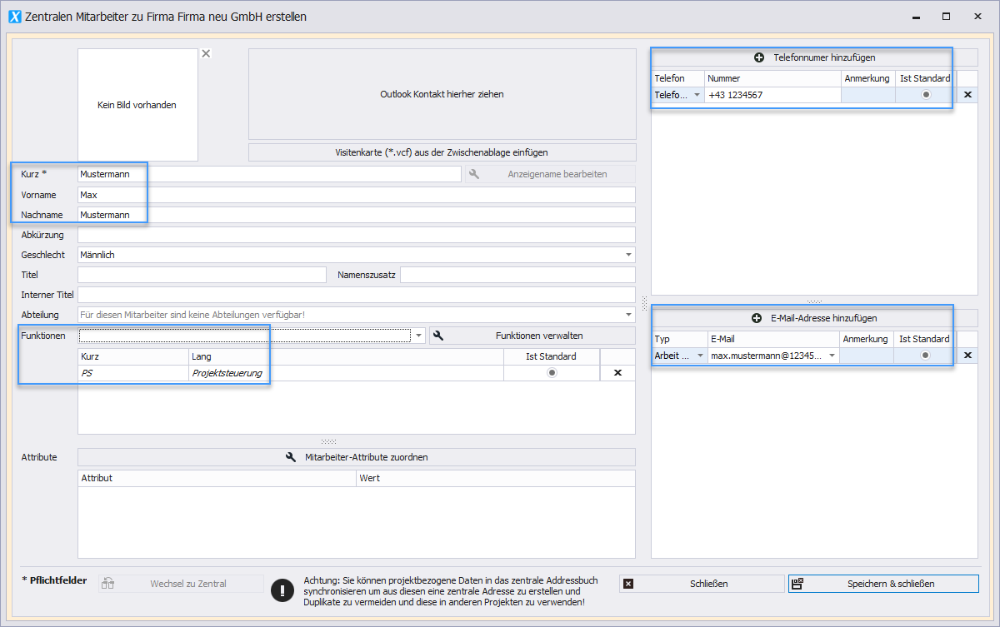 Zentralen Mitarbeiter zu Firma Firma neu GmbH erstellen
Kein Bild vorhanden
Outlook Kontakt hierher ziehen
Visitenkarte (*.vcf) aus der Zwischenablage einfügen
Kurz * Mustermann Anzeigename bearbeiten
Vorname Max
Nachname Mustermann
Abkürzung
Geschlecht Männlich
Titel Namenszusatz
Interner Titel
Abteilung Für diesen Mitarbeiter sind keine Abteilungen verfügbar!
Funktionen Funktionen verwalten
Kurz Lang Ist Standard
PS Projektsteuerung
Attribute Mitarbeiter-Attribute zuordnen
Attribut Wert
Telefonnumer hinzufügen
Telefon Nummer Anmerkung Ist Standard
Telefo... +43 1234567
E-Mail-Adresse hinzufügen
Typ E-Mail Anmerkung Ist Standard
Arbeit ... max.mustermann@12345...
* Pflichtfelder
Wechsel zu Zentral
Achtung: Sie können projektbezogene Daten in das zentrale Addressbuch
synchronisieren um aus diesen eine zentrale Adresse zu erstellen und
Duplikate zu vermeiden und diese in anderen Projekten zu verwenden!
Schließen
Speichern & schließen